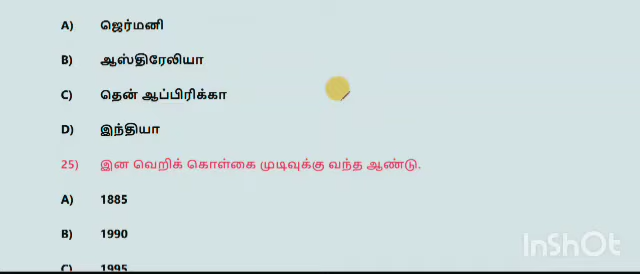 A) ஜெர்மனி
B) ஆஸ்திரேலியா
C) தென் ஆப்பிரிக்கா
D) இந்தியா
25) இன வெறிக் கொள்கை முடிவுக்கு வந்த ஆண்டு.
A) 1885
B) 1990
C) 1995
InShOt